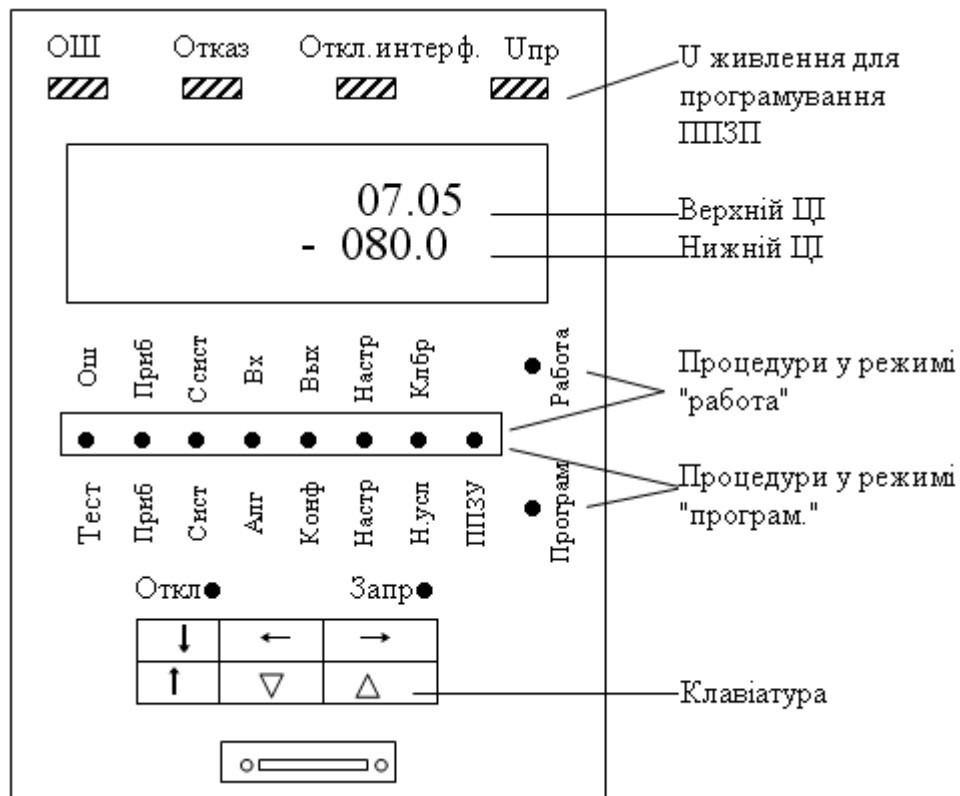 ОШ Отказ Откл.интерф. Uпр
U живлення для
програмування
ППЗП
07.05
- 080.0
Верхній ЦІ
Нижній ЦІ
Ош Приб Ссист Вх Вых Настр Клбр Работа
Процедури у режимі
"работа"
Тест Приб Сист Алг Конф Настр Н.усл ППЗУ Програм
Процедури у режимі
"програм."
Откл Запр
↓ ← →
↑ ▽ △
Клавіатура